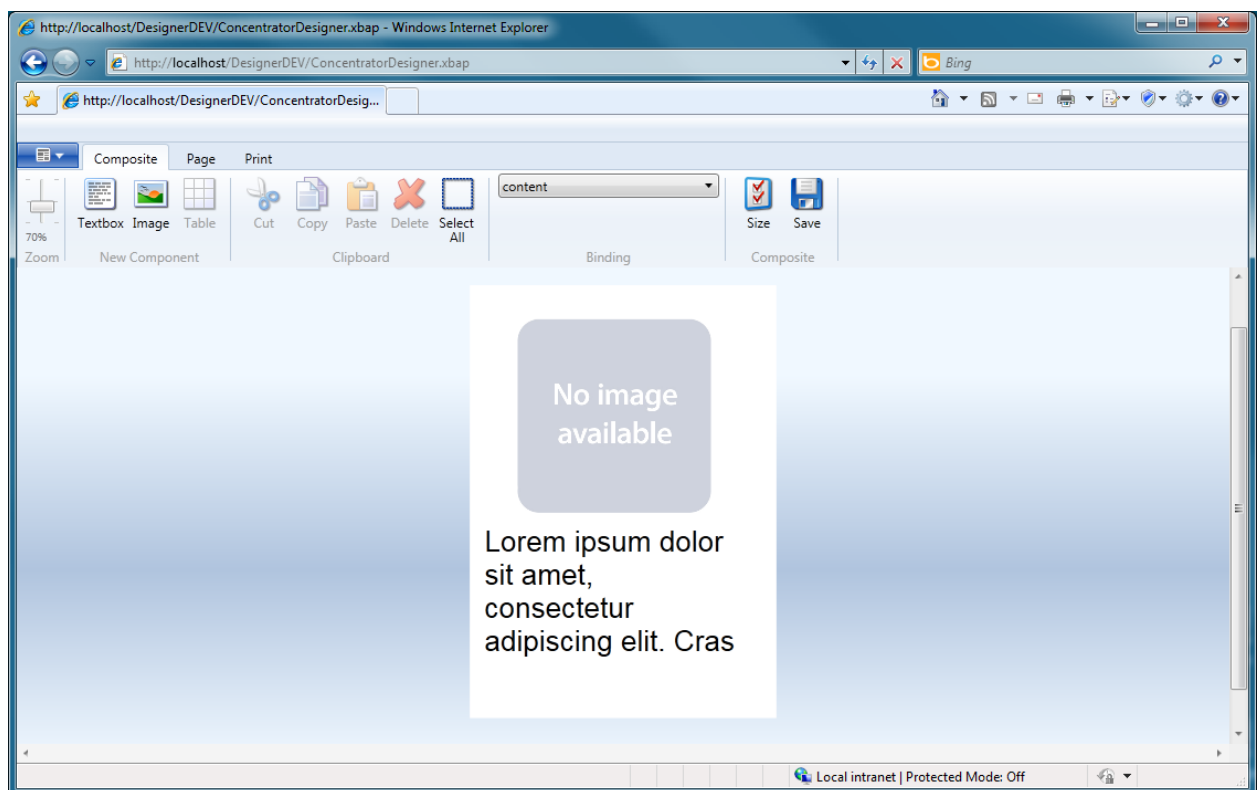 http://localhost/DesignerDEV/ConcentratorDesigner.xbap - Windows Internet Explorer
http://localhost/DesignerDEV/ConcentratorDesigner.xbap
Bing
http://localhost/DesignerDEV/ConcentratorDesig...
Composite Page Print
content
Textbox Image Table Cut Copy Paste Delete Select All Size Save
70%
Zoom New Component Clipboard Binding Composite
No image
available
Lorem ipsum dolor
sit amet,
consectetur
adipiscing elit. Cras
Local intranet | Protected Mode: Off